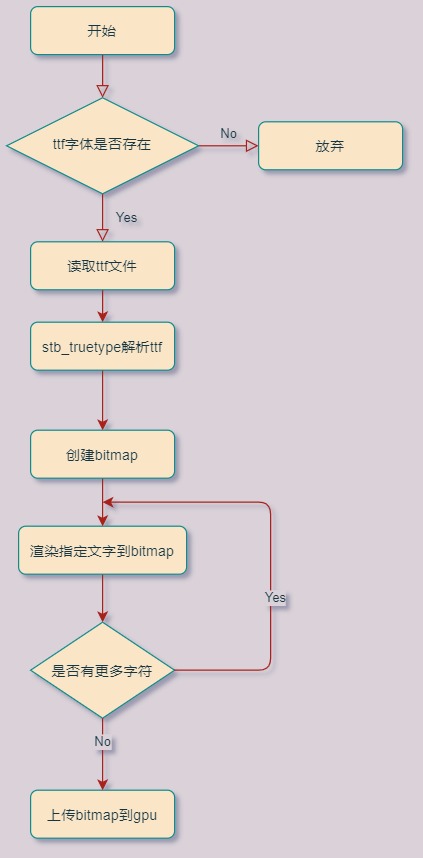 开始
ttf字体是否存在
No
放弃
Yes
读取ttf文件
stb_truetype解析ttf
创建bitmap
渲染指定文字到bitmap
Yes
是否有更多字符
No
上传bitmap到gpu